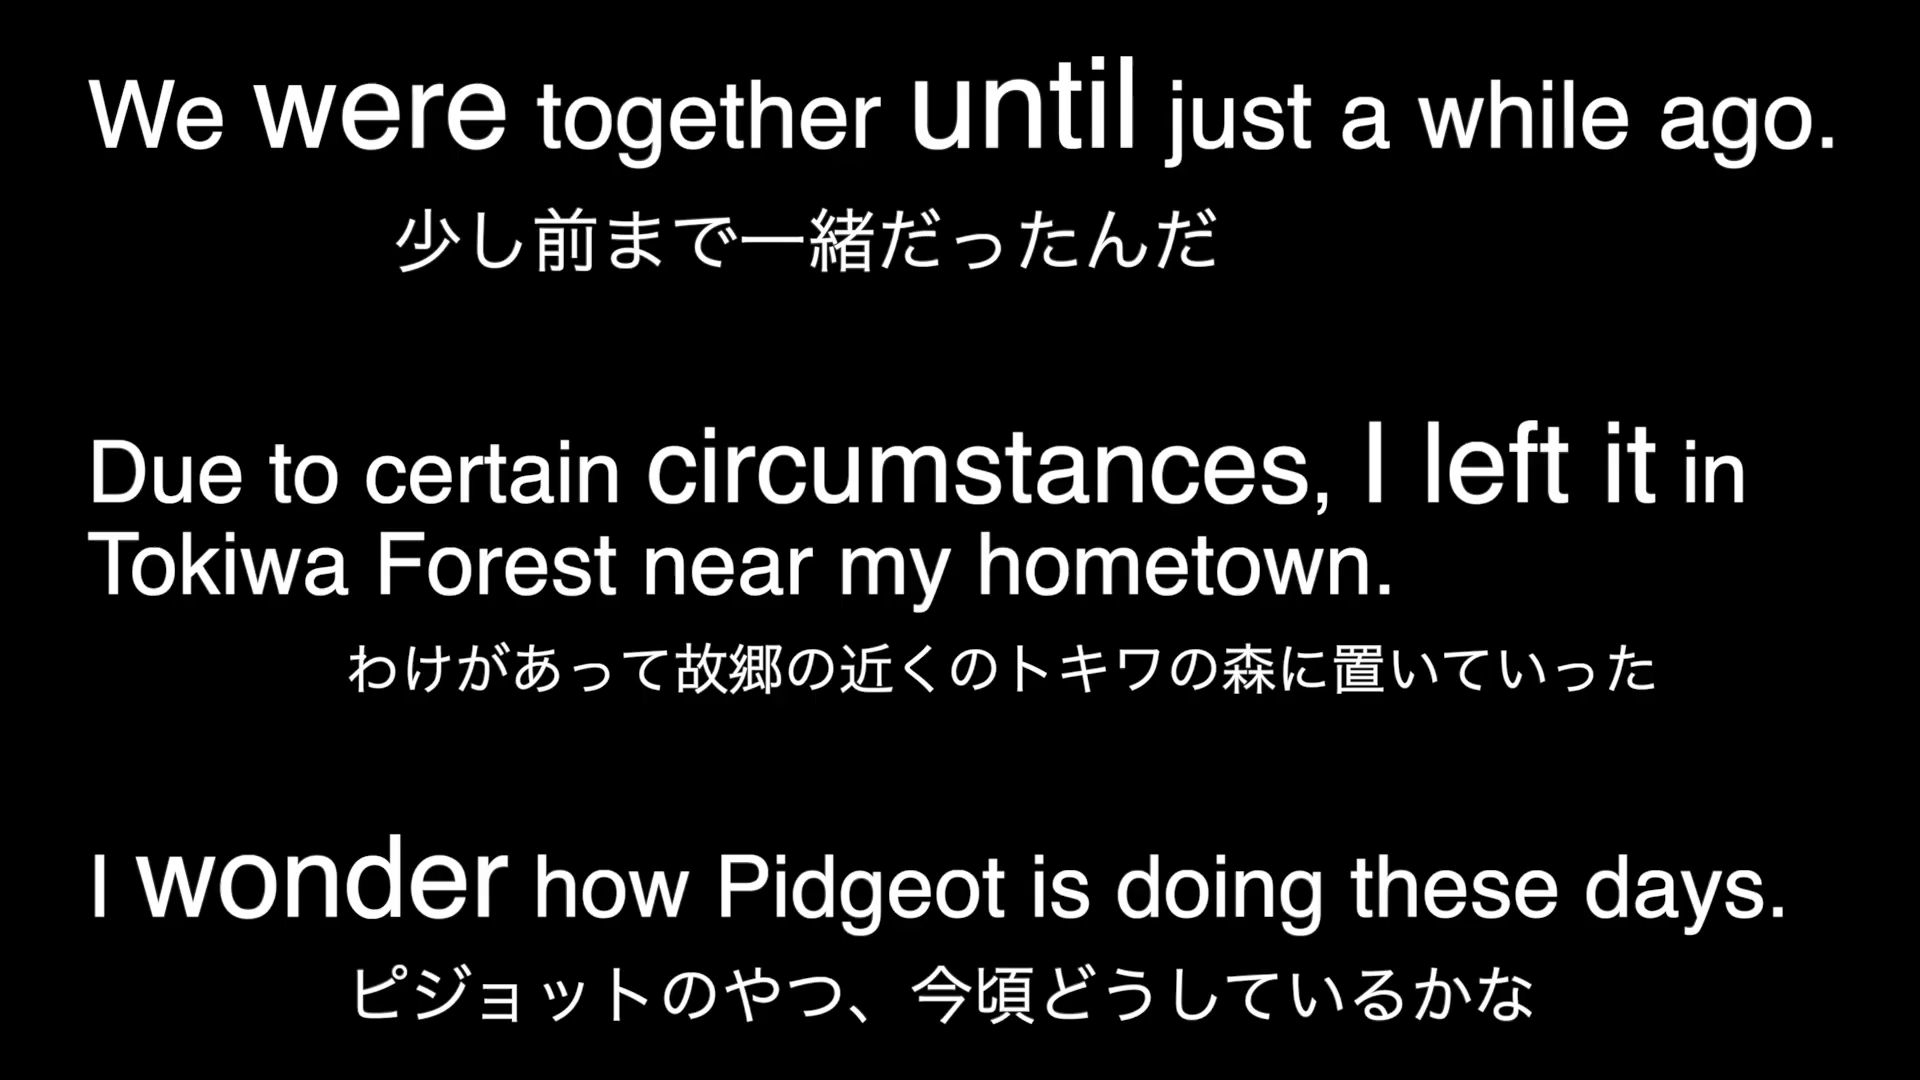 We were together until just a while ago.
少し前まで一緒だったんだ
Due to certain circumstances, I left it in
Tokiwa Forest near my hometown.
わけがあって故郷の近くのトキワの森に置いていった
I wonder how Pidgeot is doing these days.
ピジョットのやつ、今頃どうしているかな